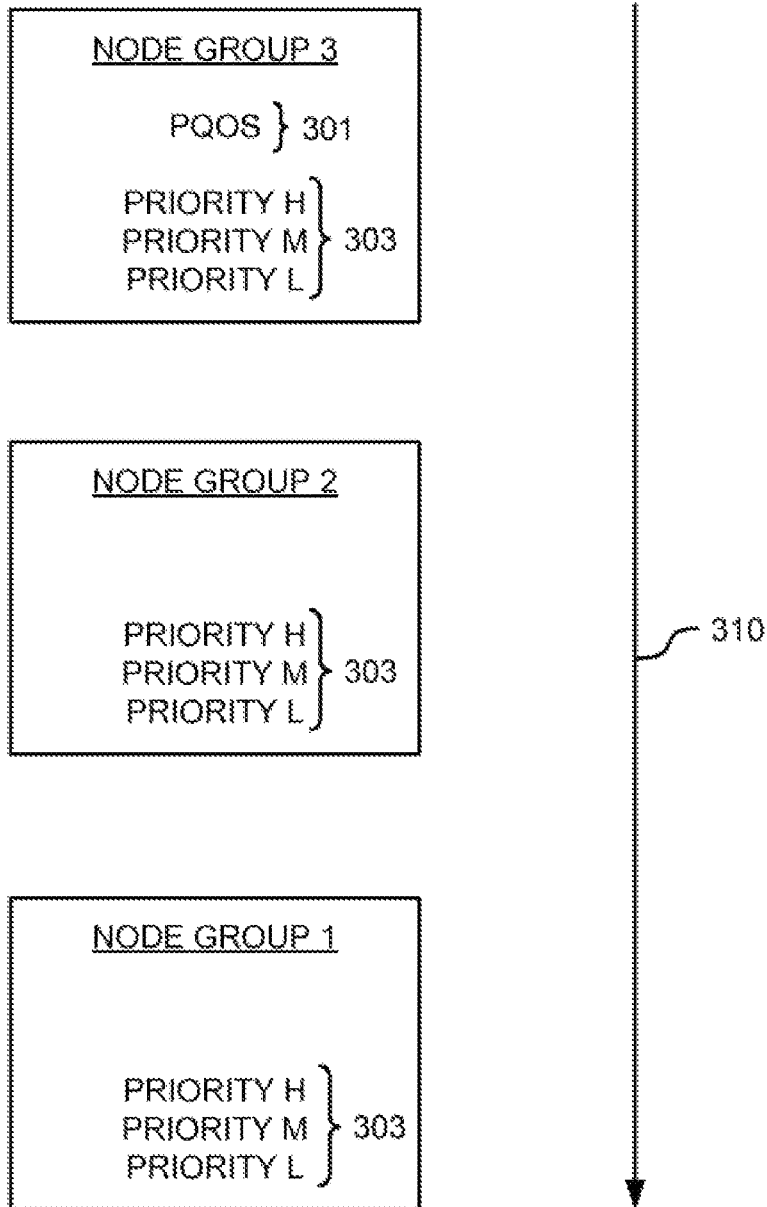 NODE GROUP 3
PQOS } 301
PRIORITY H
PRIORITY M } 303
PRIORITY L
NODE GROUP 2
PRIORITY H
PRIORITY M } 303
PRIORITY L
310
NODE GROUP 1
PRIORITY H
PRIORITY M } 303
PRIORITY L